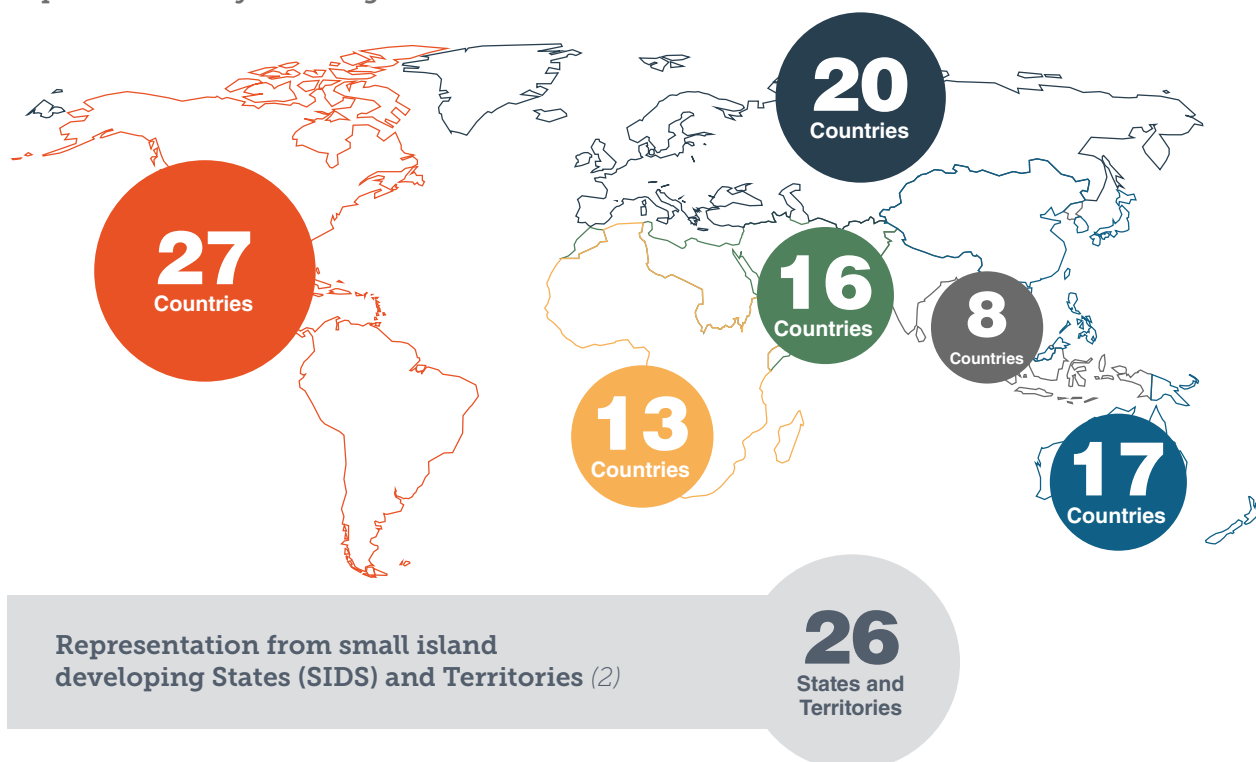 20
Countries
27
Countries
16
Countries
8
Countries
13
Countries
17
Countries
Representation from small island
developing States (SIDS) and Territories (2)
26
States and
Territories